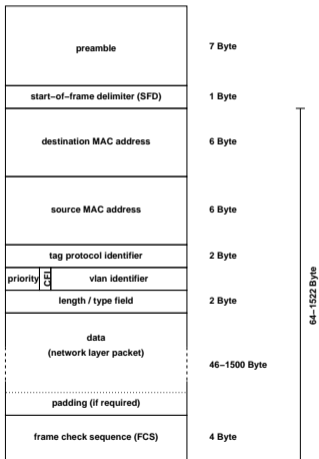 preamble 7 Byte
start−of−frame delimiter (SFD) 1 Byte
destination MAC address 6 Byte
source MAC address 6 Byte
tag protocol identifier 2 Byte
priority CFI vlan identifier
length / type field 2 Byte
data
(network layer packet)
46−1500 Byte
padding (if required)
frame check sequence (FCS) 4 Byte
64−1522 Byte